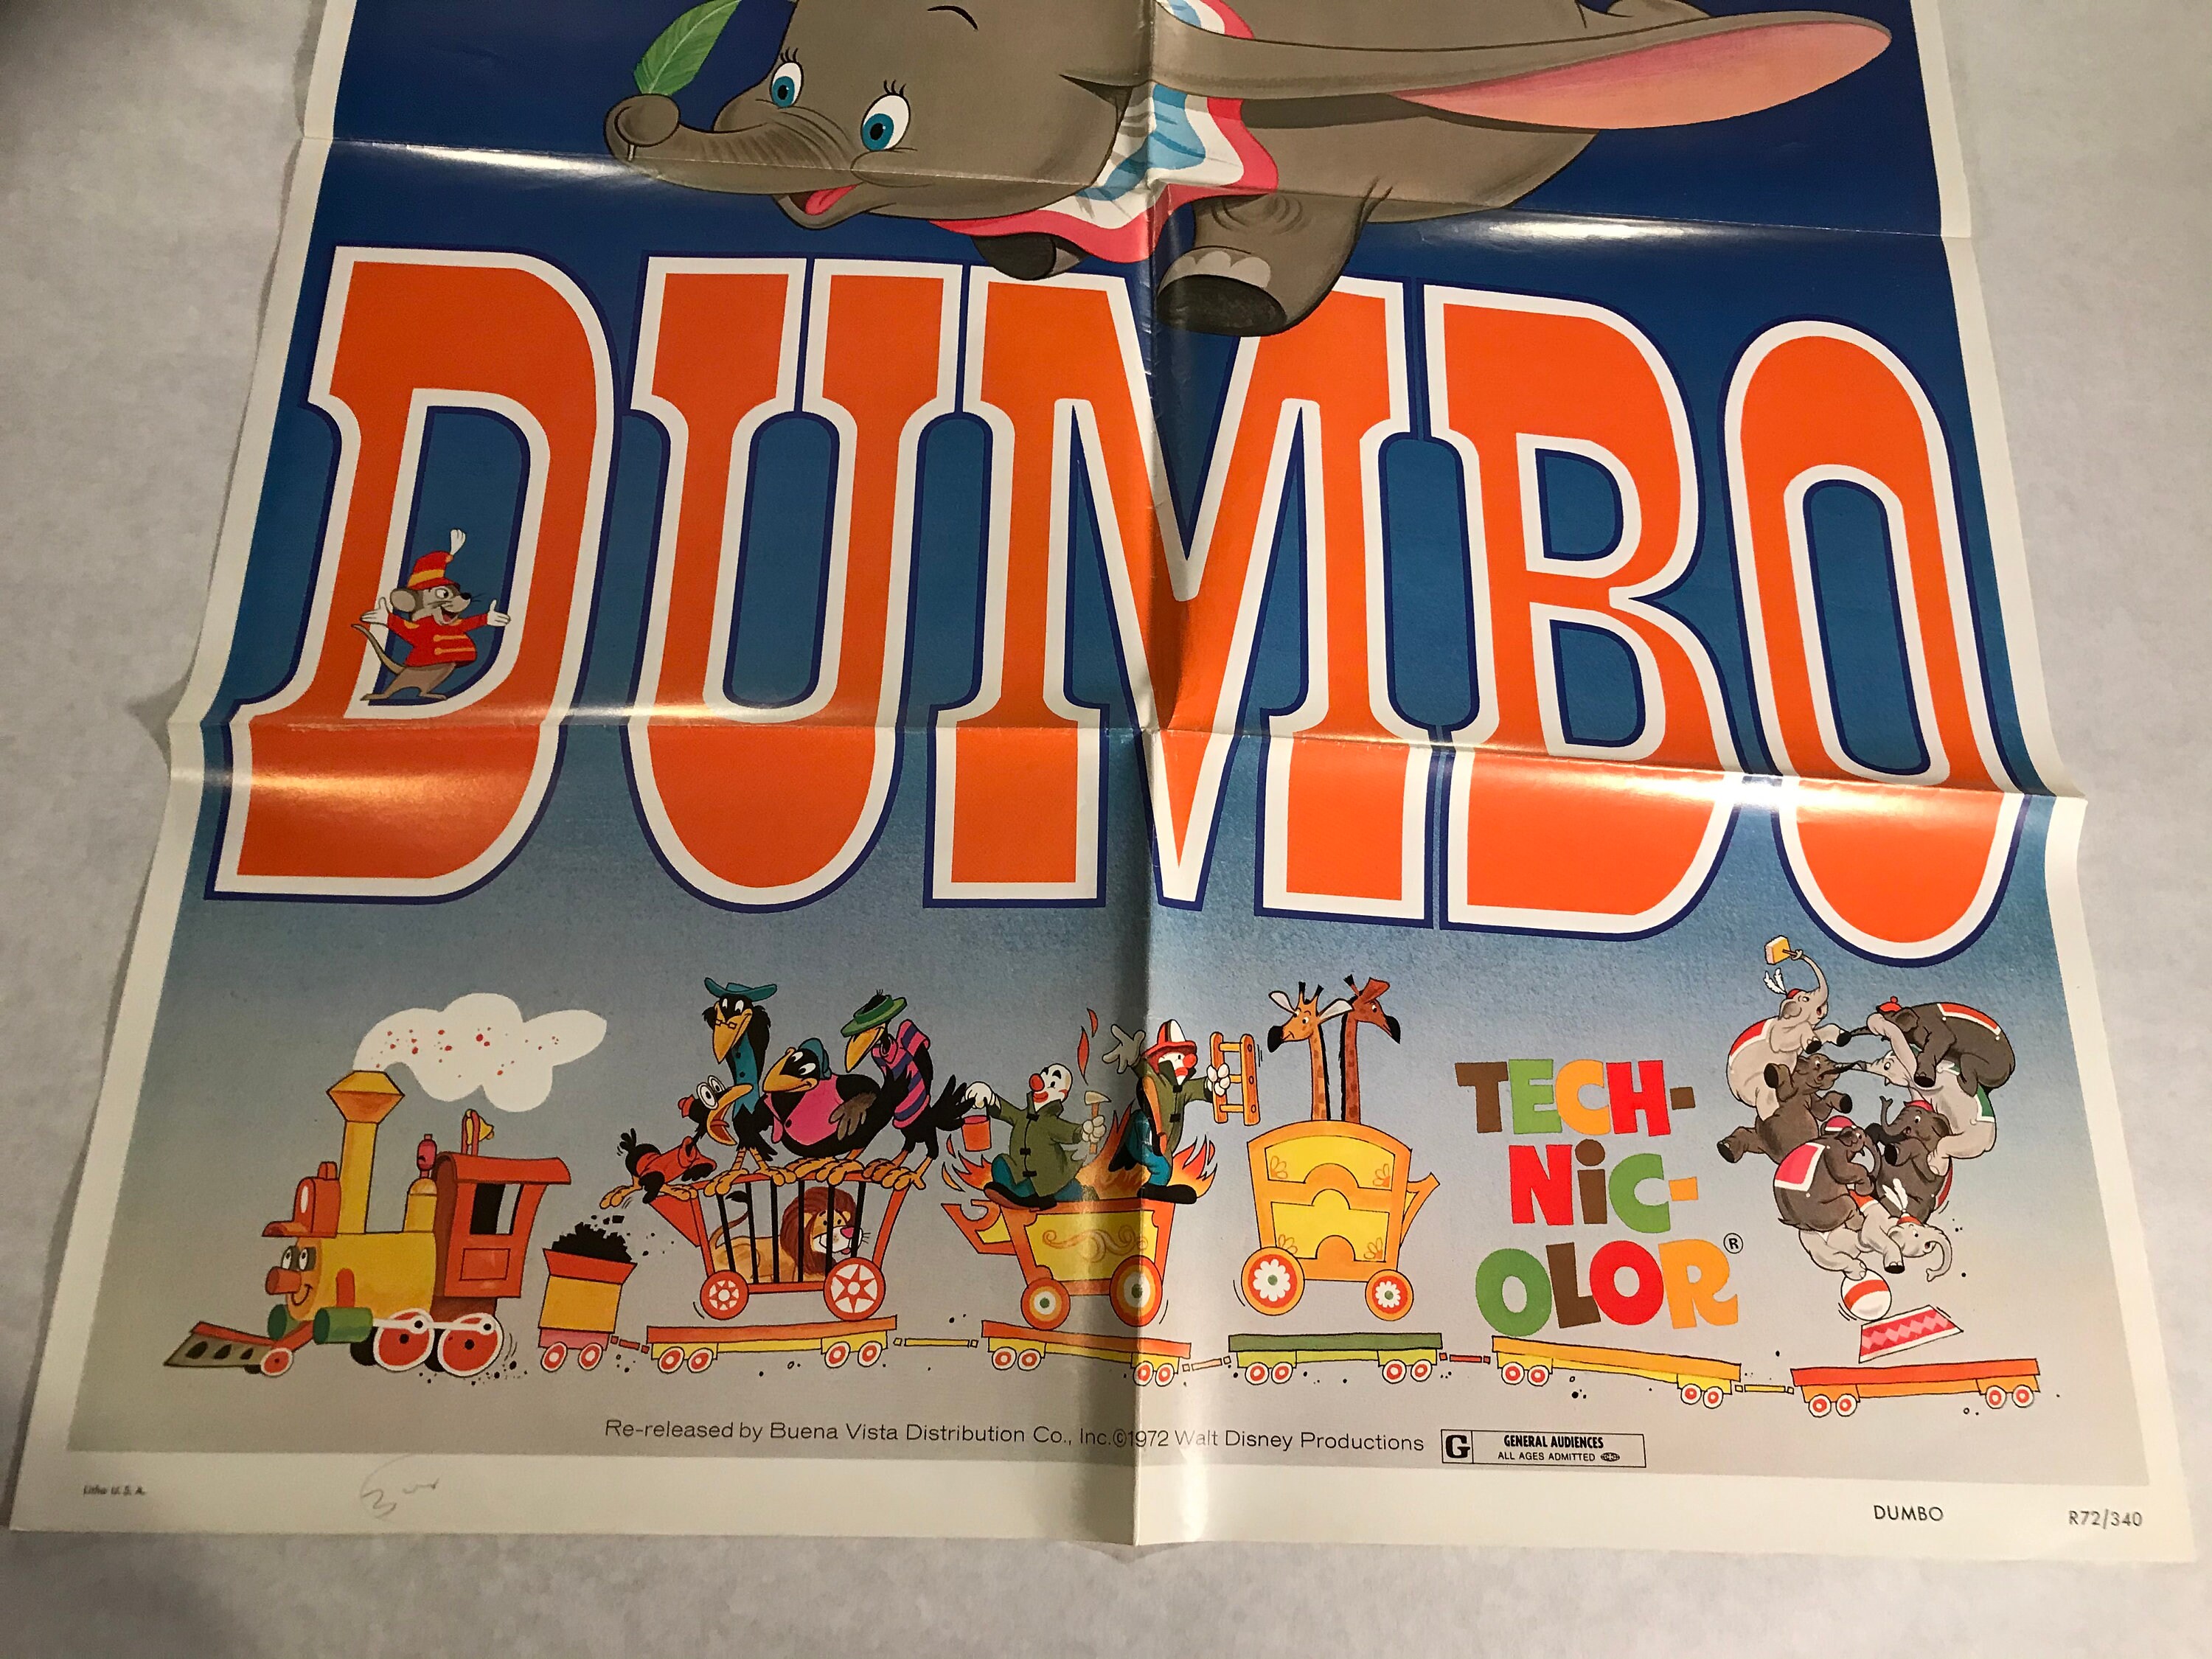 DUMBO
TECH-
NiC-
OLOR®
Re-released by Buena Vista Distribution Co., Inc.©1972 Walt Disney Productions
G GENERAL AUDIENCES
ALL AGES ADMITTED
Litho U. S. A.
DUMBO R72/340